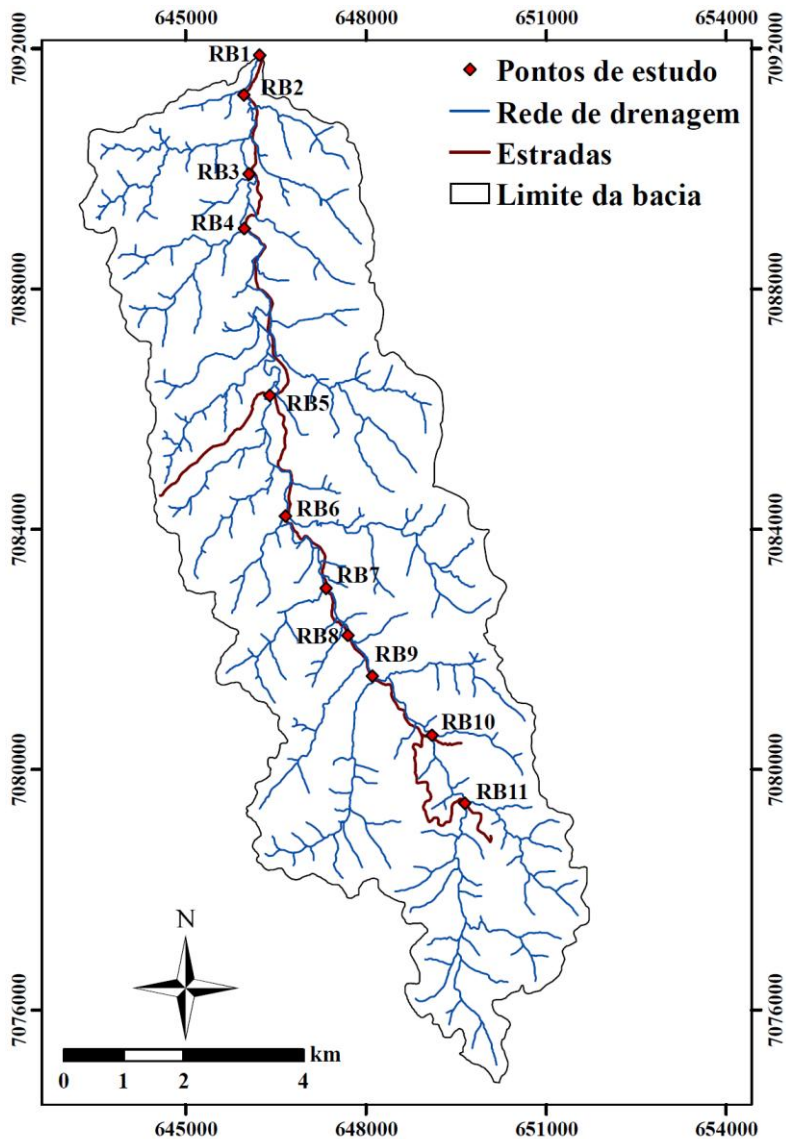 645000 648000 651000 654000
7092000 7092000
RB1
Pontos de estudo
RB2
Rede de drenagem
Estradas
RB3
Limite da bacia
RB4
7088000 7088000
RB5
7084000 7084000
RB6
RB7
RB8
RB9
RB10
7080000 7080000
RB11
N
7076000 7076000
km
0 1 2 4
645000 648000 651000 654000